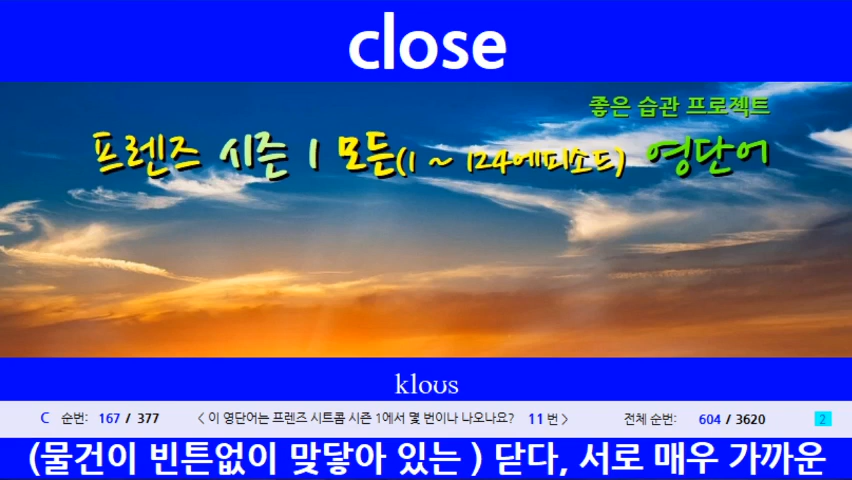 close
좋은 습관 프로젝트
프렌즈 시즌 1 모든(1 ~ 124에피소드) 영단어
klous
C 순번: 167 / 377 < 이 영단어는 프렌즈 시트콤 시즌 1에서 몇 번이나 나오나요? 11 번 > 전체 순번: 604 / 3620 2
(물건이 빈튼없이 맞닿아 있는 ) 닫다, 서로 매우 가까운